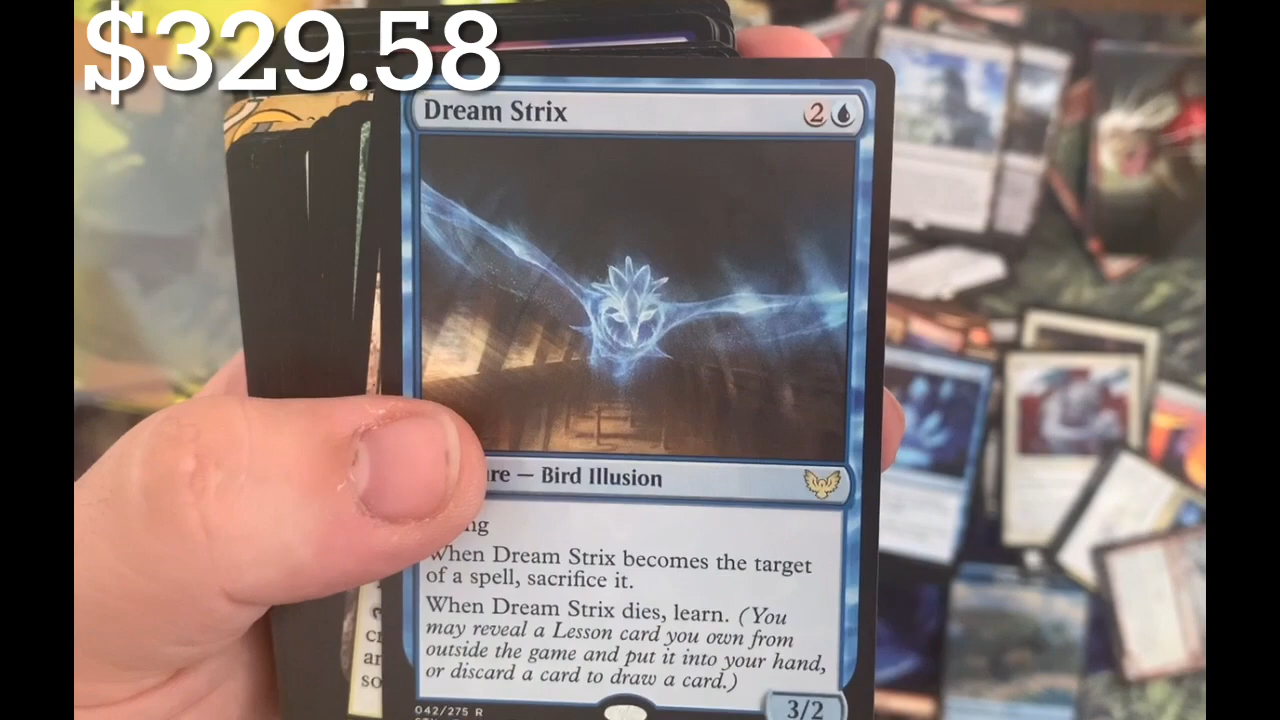 $329.58
Dream Strix
2
re — Bird Illusion
ng
When Dream Strix becomes the target
of a spell, sacrifice it.
When Dream Strix dies, learn. (You
may reveal a Lesson card you own from
outside the game and put it into your hand,
or discard a card to draw a card.)
3/2
042/275 R
so